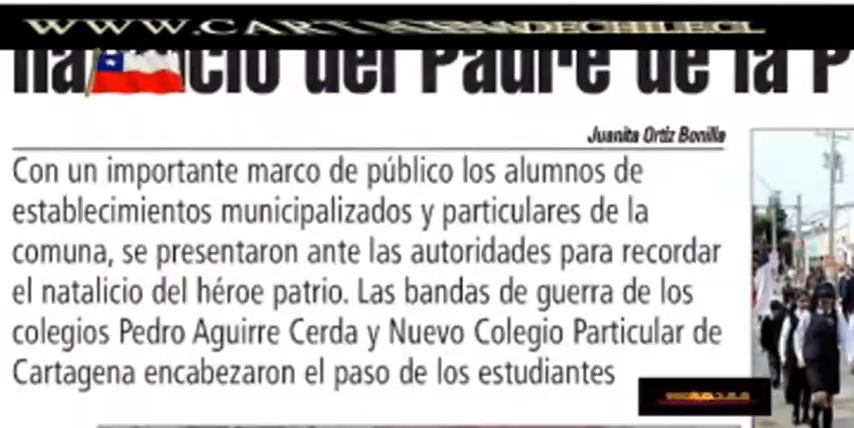 natalicio del Padre de la P
Juanita Ortiz Bonilla
Con un importante marco de público los alumnos de
establecimientos municipalizados y particulares de la
comuna, se presentaron ante las autoridades para recordar
el natalicio del héroe patrio. Las bandas de guerra de los
colegios Pedro Aguirre Cerda y Nuevo Colegio Particular de
Cartagena encabezaron el paso de los estudiantes